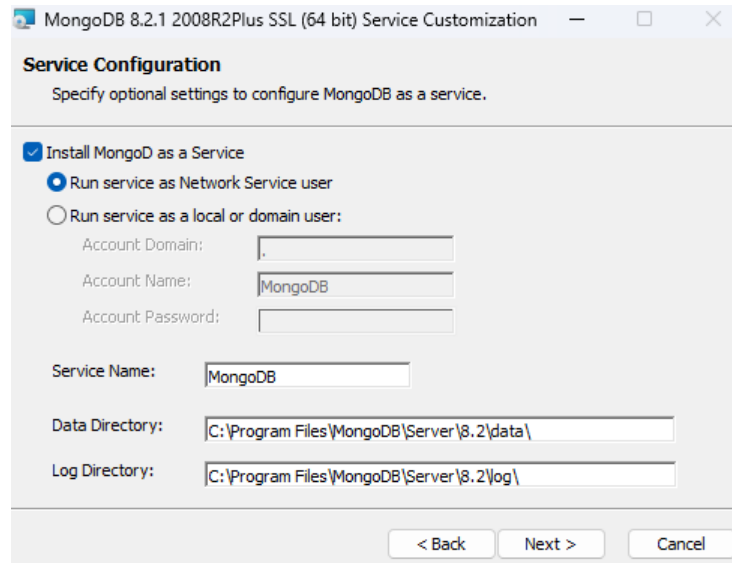 MongoDB 8.2.1 2008R2Plus SSL (64 bit) Service Customization
Service Configuration
Specify optional settings to configure MongoDB as a service.
Install MongoD as a Service
Run service as Network Service user
Run service as a local or domain user:
Account Domain: .
Account Name: MongoDB
Account Password:
Service Name: MongoDB
Data Directory: C:\Program Files\MongoDB\Server\8.2\data\
Log Directory: C:\Program Files\MongoDB\Server\8.2\log\
< Back Next > Cancel